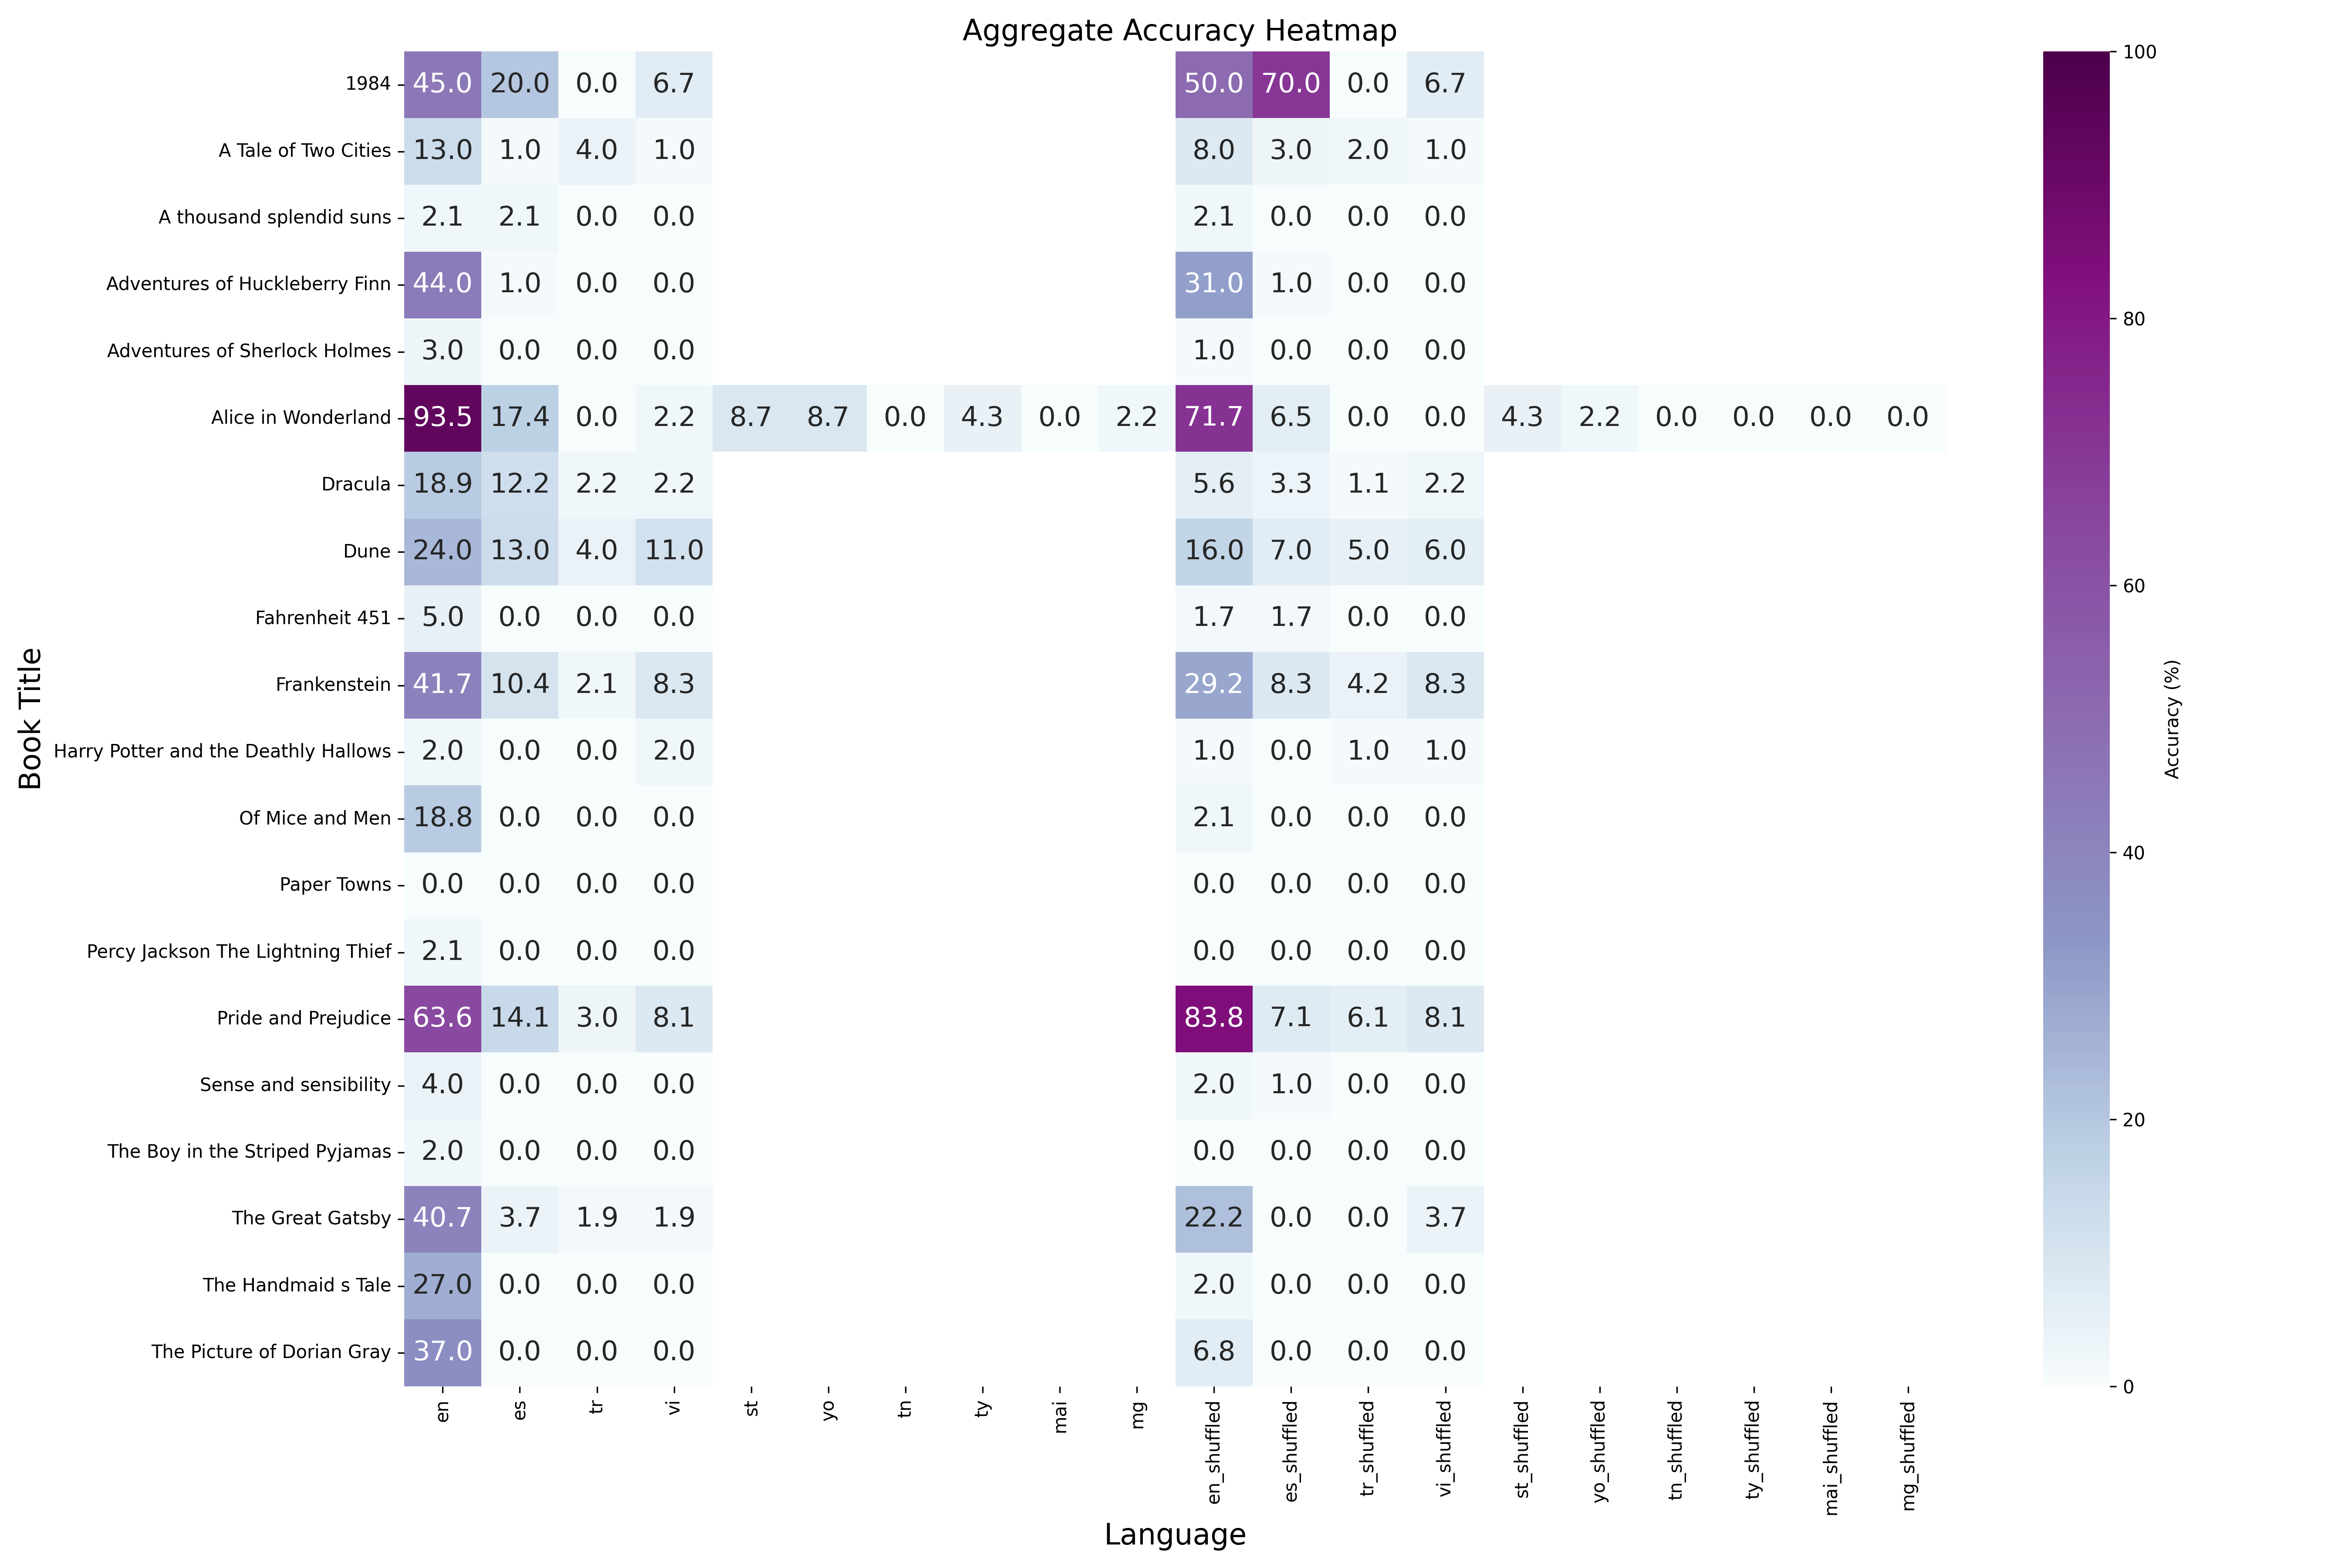 Aggregate Accuracy Heatmap
1984 45.0 20.0 0.0 6.7 50.0 70.0 0.0 6.7
A Tale of Two Cities 13.0 1.0 4.0 1.0 8.0 3.0 2.0 1.0
A thousand splendid suns 2.1 2.1 0.0 0.0 2.1 0.0 0.0 0.0
Adventures of Huckleberry Finn 44.0 1.0 0.0 0.0 31.0 1.0 0.0 0.0
Adventures of Sherlock Holmes 3.0 0.0 0.0 0.0 1.0 0.0 0.0 0.0
Alice in Wonderland 93.5 17.4 0.0 2.2 8.7 8.7 0.0 4.3 0.0 2.2 71.7 6.5 0.0 0.0 4.3 2.2 0.0 0.0 0.0 0.0
Dracula 18.9 12.2 2.2 2.2 5.6 3.3 1.1 2.2
Dune 24.0 13.0 4.0 11.0 16.0 7.0 5.0 6.0
Fahrenheit 451 5.0 0.0 0.0 0.0 1.7 1.7 0.0 0.0
Frankenstein 41.7 10.4 2.1 8.3 29.2 8.3 4.2 8.3
Harry Potter and the Deathly Hallows 2.0 0.0 0.0 2.0 1.0 0.0 1.0 1.0
Of Mice and Men 18.8 0.0 0.0 0.0 2.1 0.0 0.0 0.0
Paper Towns 0.0 0.0 0.0 0.0 0.0 0.0 0.0 0.0
Percy Jackson The Lightning Thief 2.1 0.0 0.0 0.0 0.0 0.0 0.0 0.0
Pride and Prejudice 63.6 14.1 3.0 8.1 83.8 7.1 6.1 8.1
Sense and sensibility 4.0 0.0 0.0 0.0 2.0 1.0 0.0 0.0
The Boy in the Striped Pyjamas 2.0 0.0 0.0 0.0 0.0 0.0 0.0 0.0
The Great Gatsby 40.7 3.7 1.9 1.9 22.2 0.0 0.0 3.7
The Handmaid s Tale 27.0 0.0 0.0 0.0 2.0 0.0 0.0 0.0
The Picture of Dorian Gray 37.0 0.0 0.0 0.0 6.8 0.0 0.0 0.0
Book Title
en es tr vi st yo tn ty mai mg en_shuffled es_shuffled tr_shuffled vi_shuffled st_shuffled yo_shuffled tn_shuffled ty_shuffled mai_shuffled mg_shuffled
Language
100
80
60
40
20
0
Accuracy (%)